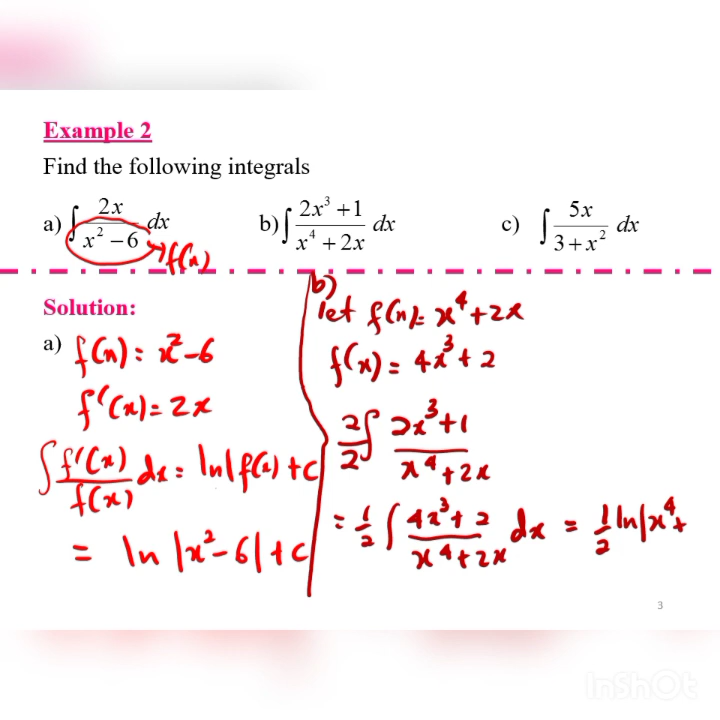 Example 2
Find the following integrals
a) ∫ 2x / (x² − 6) dx b) ∫ (2x³ + 1) / (x⁴ + 2x) dx c) ∫ 5x / (3 + x²) dx
→ f(x)
Solution:
a) f(x) = x² − 6
f'(x) = 2x
∫ f'(x) / f(x) dx = ln|f(x) + c
= ln |x² − 6| + c
b)
let f(x) = x⁴ + 2x
f(x) = 4x³ + 2
2/2 ∫ (2x³ + 1) / (x⁴ + 2x)
= 1/2 ∫ (4x³ + 2) / (x⁴ + 2x) dx = 1/2 ln|x⁴ +
3
InShOt